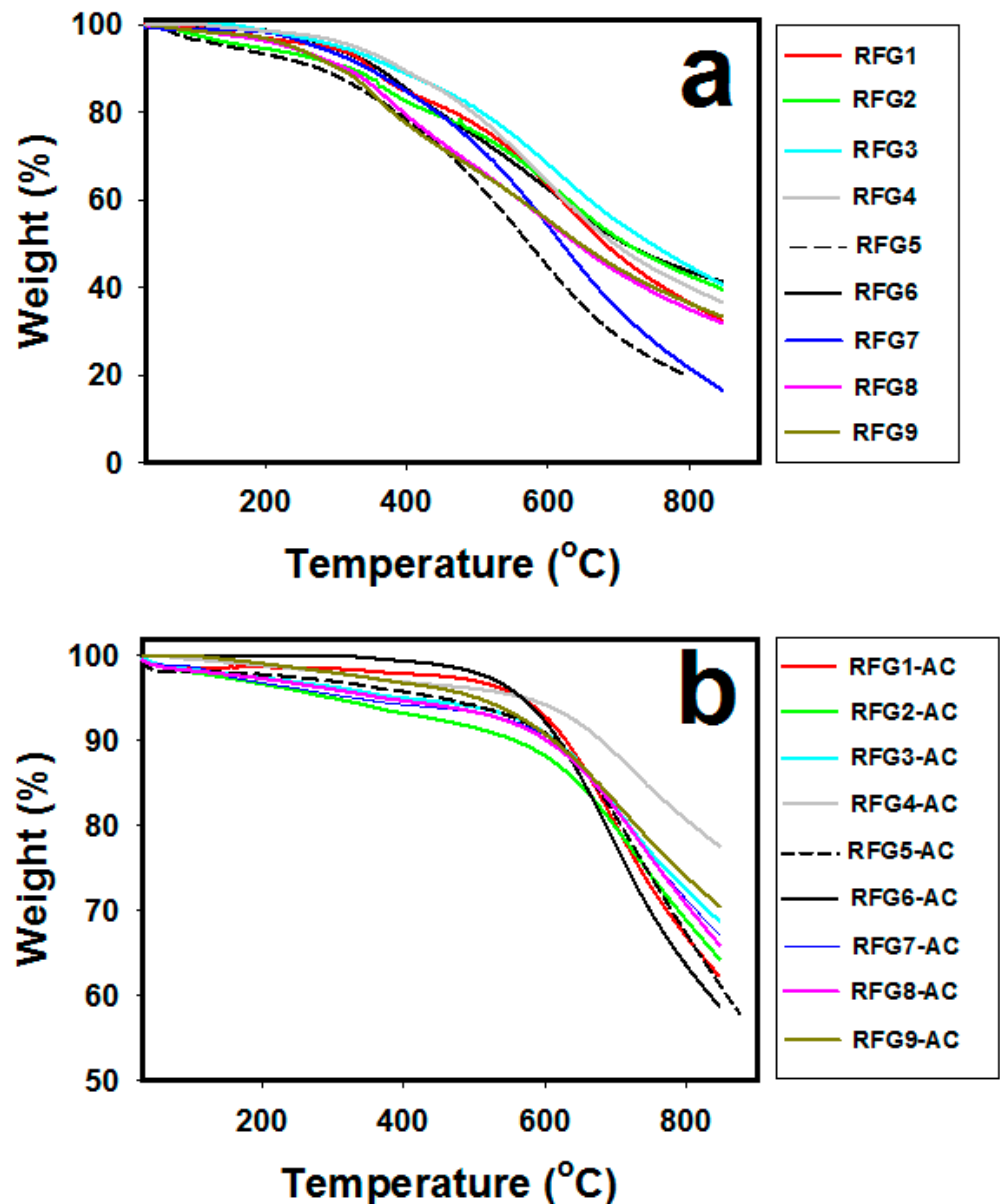 a
Weight (%)
100
80
60
40
20
0
200 400 600 800
Temperature (°C)
RFG1
RFG2
RFG3
RFG4
RFG5
RFG6
RFG7
RFG8
RFG9
b
Weight (%)
100
90
80
70
60
50
200 400 600 800
Temperature (°C)
RFG1-AC
RFG2-AC
RFG3-AC
RFG4-AC
RFG5-AC
RFG6-AC
RFG7-AC
RFG8-AC
RFG9-AC